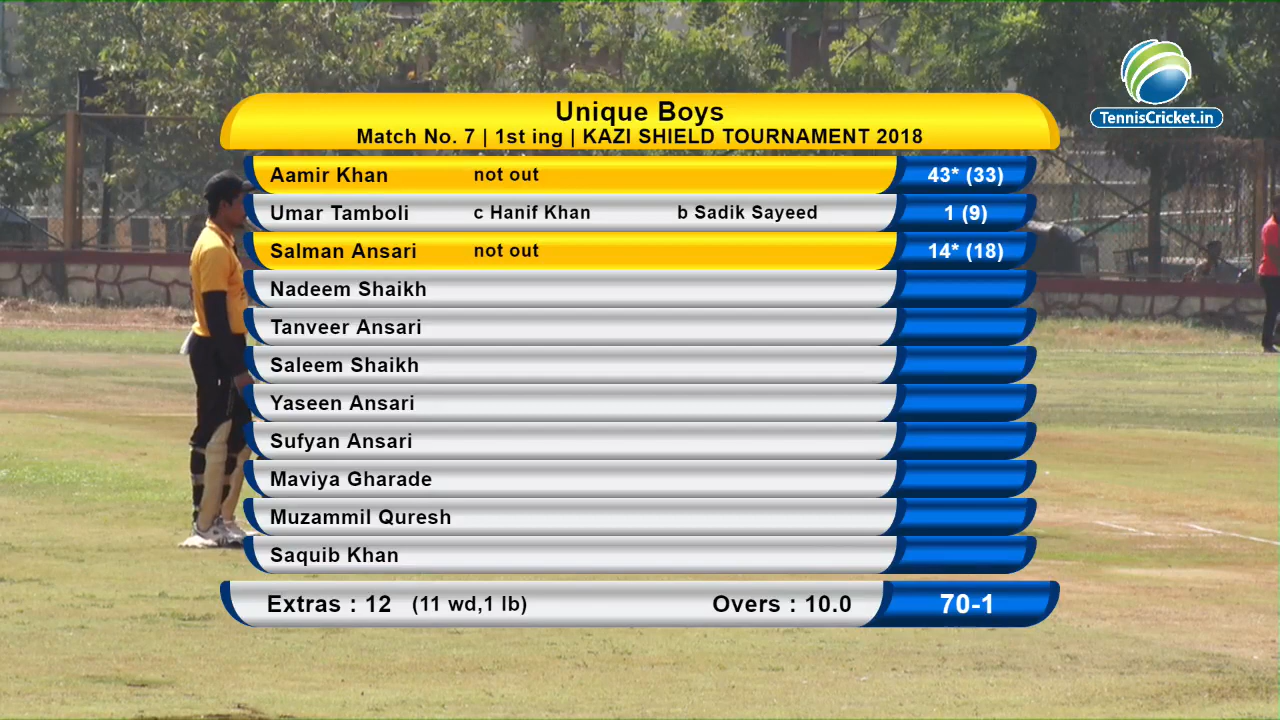 TennisCricket.in
Unique Boys
Match No. 7 | 1st ing | KAZI SHIELD TOURNAMENT 2018
Aamir Khan not out 43* (33)
Umar Tamboli c Hanif Khan b Sadik Sayeed 1 (9)
Salman Ansari not out 14* (18)
Nadeem Shaikh
Tanveer Ansari
Saleem Shaikh
Yaseen Ansari
Sufyan Ansari
Maviya Gharade
Muzammil Quresh
Saquib Khan
Extras : 12 (11 wd,1 lb) Overs : 10.0 70-1